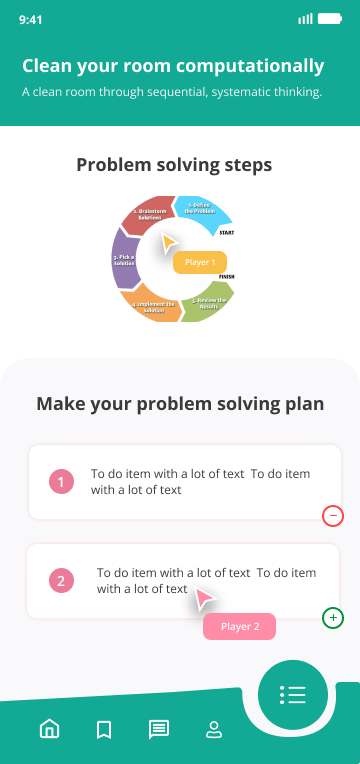 9:41
Clean your room computationally
A clean room through sequential, systematic thinking.
Problem solving steps
1. Define
the Problem
2. Brainstorm
Solutions
START
3. Pick a
Solution
Player 1
FINISH
4. Implement the
Solution
5. Review the
Results
Make your problem solving plan
1
To do item with a lot of text To do item
with a lot of text
2
To do item with a lot of text To do item
with a lot of text
Player 2